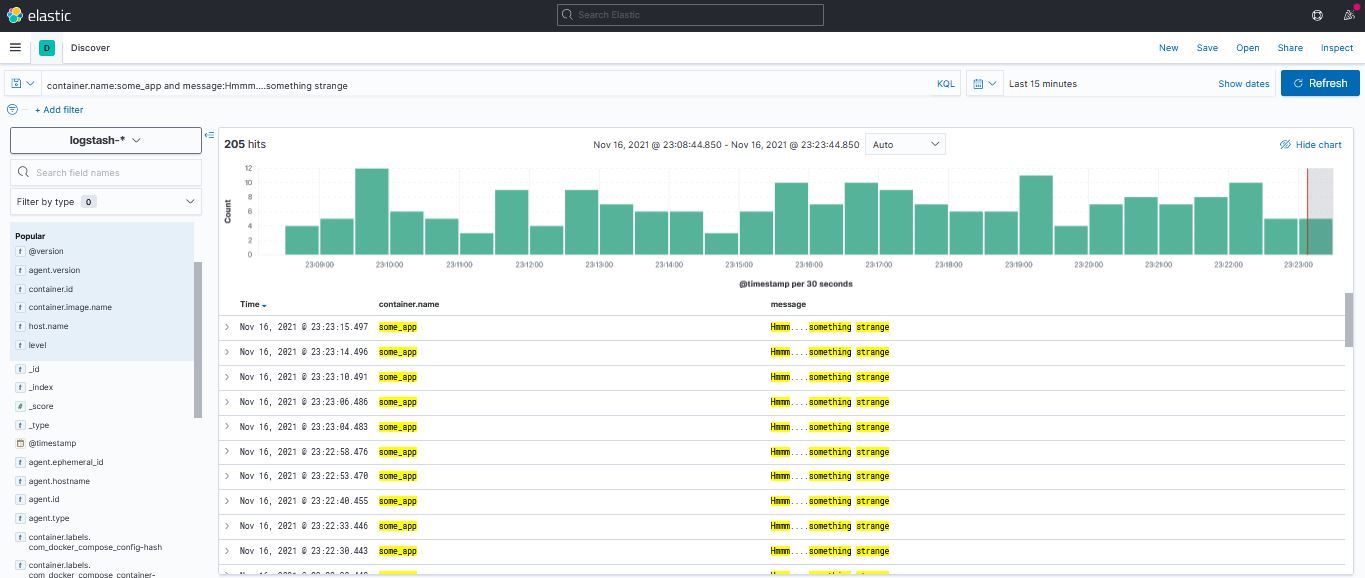 elastic
Search Elastic
D
Discover
New Save Open Share Inspect
container.name:some_app and message:Hmmm....something strange
KQL
Last 15 minutes
Show dates
Refresh
+ Add filter
logstash-*
Search field names
Filter by type 0
Popular
t @version
t agent.version
t container.id
t container.image.name
t host.name
t level
t _id
t _index
# _score
t _type
@timestamp
t agent.ephemeral_id
t agent.hostname
t agent.id
t agent.type
t container.labels.
com_docker_compose_config-hash
t container.labels.
com_docker_compose_container-
205 hits
Nov 16, 2021 @ 23:08:44.850 - Nov 16, 2021 @ 23:23:44.850
Auto
Hide chart
Count
12
10
8
6
4
2
0
23:09:00 23:10:00 23:11:00 23:12:00 23:13:00 23:14:00 23:15:00 23:16:00 23:17:00 23:18:00 23:19:00 23:20:00 23:21:00 23:22:00 23:23:00
@timestamp per 30 seconds
Time container.name message
Nov 16, 2021 @ 23:23:15.497 some_app Hmmm....something strange
Nov 16, 2021 @ 23:23:14.496 some_app Hmmm....something strange
Nov 16, 2021 @ 23:23:10.491 some_app Hmmm....something strange
Nov 16, 2021 @ 23:23:06.486 some_app Hmmm....something strange
Nov 16, 2021 @ 23:23:04.483 some_app Hmmm....something strange
Nov 16, 2021 @ 23:22:58.476 some_app Hmmm....something strange
Nov 16, 2021 @ 23:22:53.470 some_app Hmmm....something strange
Nov 16, 2021 @ 23:22:40.455 some_app Hmmm....something strange
Nov 16, 2021 @ 23:22:33.446 some_app Hmmm....something strange
Nov 16, 2021 @ 23:22:30.443 some_app Hmmm....something strange